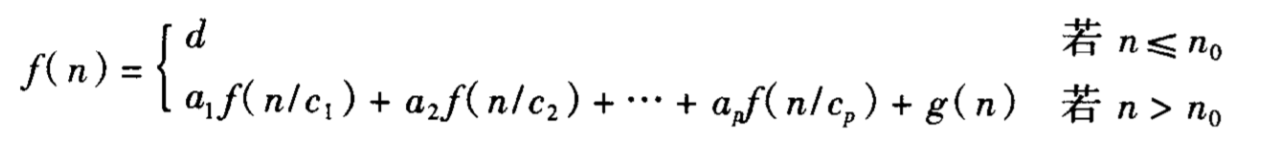 f(n) = { d 若 n ≤ n₀
a₁f(n/c₁) + a₂f(n/c₂) + ⋯ + aₚf(n/cₚ) + g(n) 若 n > n₀